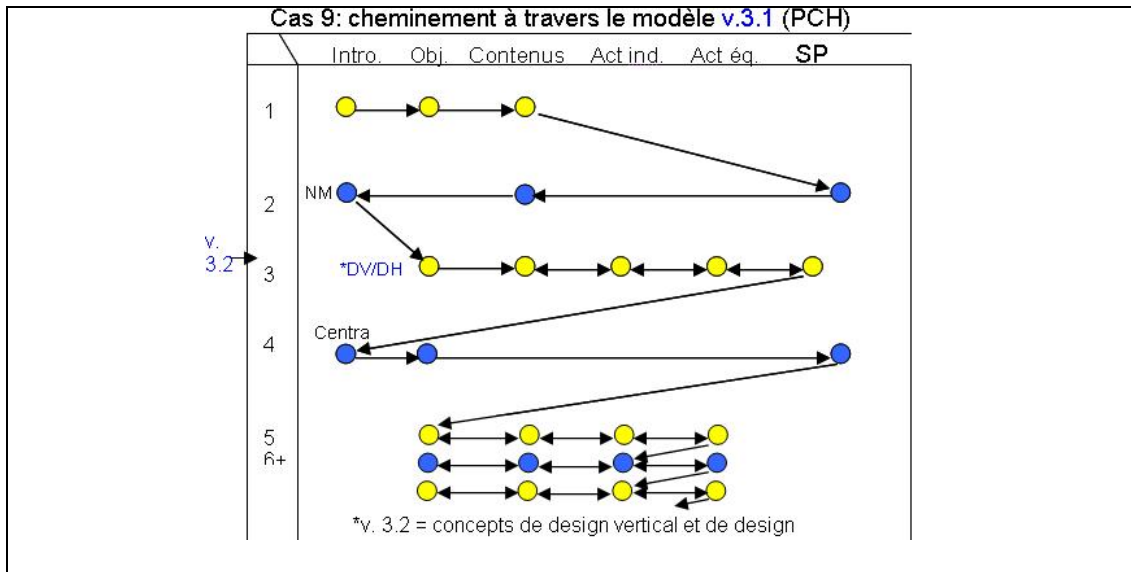 Cas 9: cheminement à travers le modèle v.3.1 (PCH)
Intro. Obj. Contenus Act ind. Act éq. SP
1
NM
2
v.
3.2
*DV/DH
3
Centra
4
5
6+
*v. 3.2 = concepts de design vertical et de design